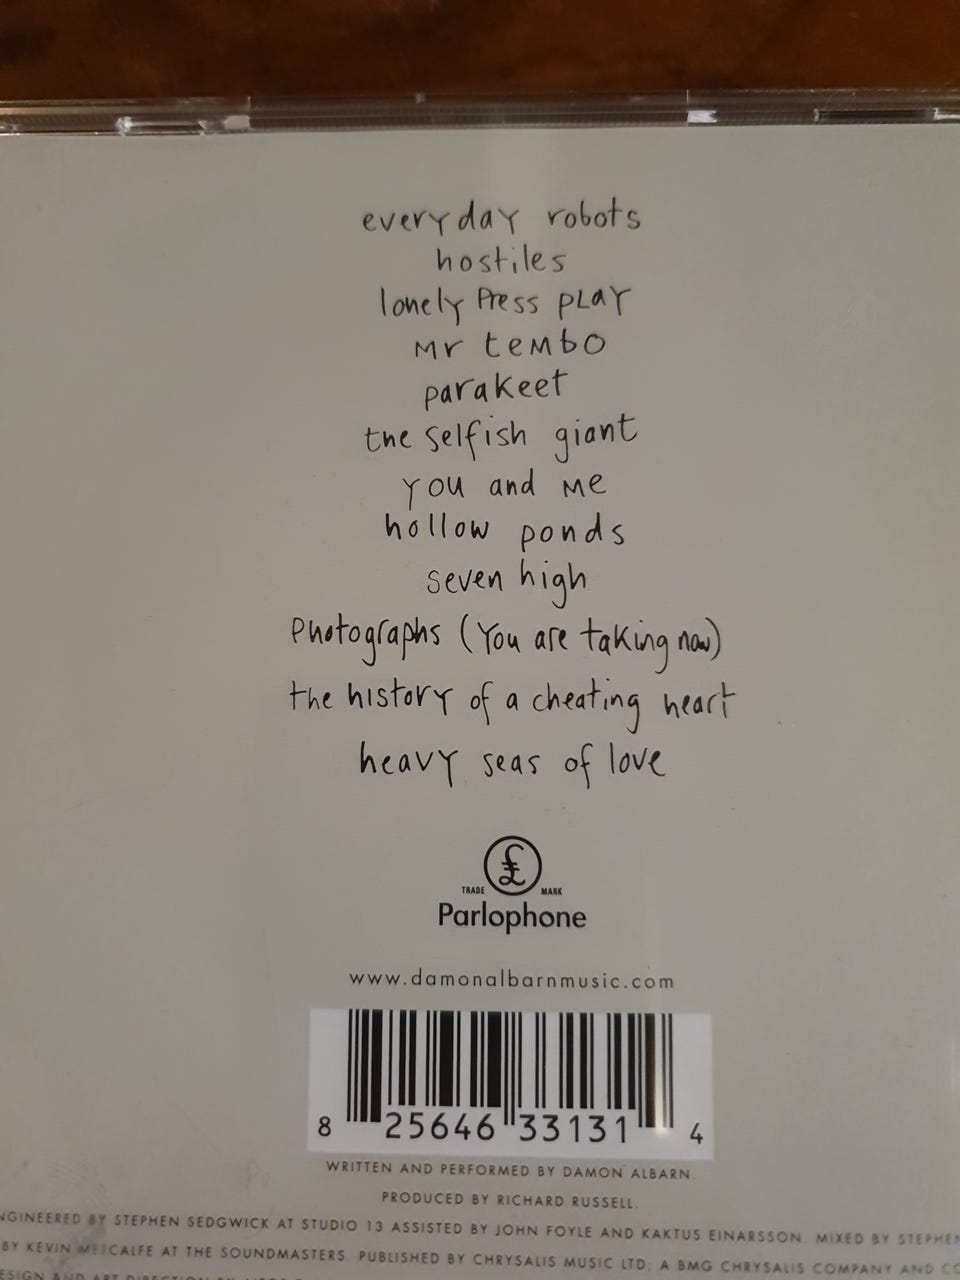 everyday robots
hostiles
lonely Press pLAY
Mr teMbO
parakeet
the selfish giant
YOU and Me
hollow ponds
seven high
Photographs (You are taking now)
the history of a cheating heart
heavy seas of love
£
TRADE MARK
Parlophone
www.damonalbarnmusic.com
8 25646 33131 4
WRITTEN AND PERFORMED BY DAMON ALBARN.
PRODUCED BY RICHARD RUSSELL.
NGINEERED BY STEPHEN SEDGWICK AT STUDIO 13 ASSISTED BY JOHN FOYLE AND KAKTUS EINARSSON. MIXED BY STEPHEN
BY KEVIN METCALFE AT THE SOUNDMASTERS. PUBLISHED BY CHRYSALIS MUSIC LTD, A BMG CHRYSALIS COMPANY AND CO